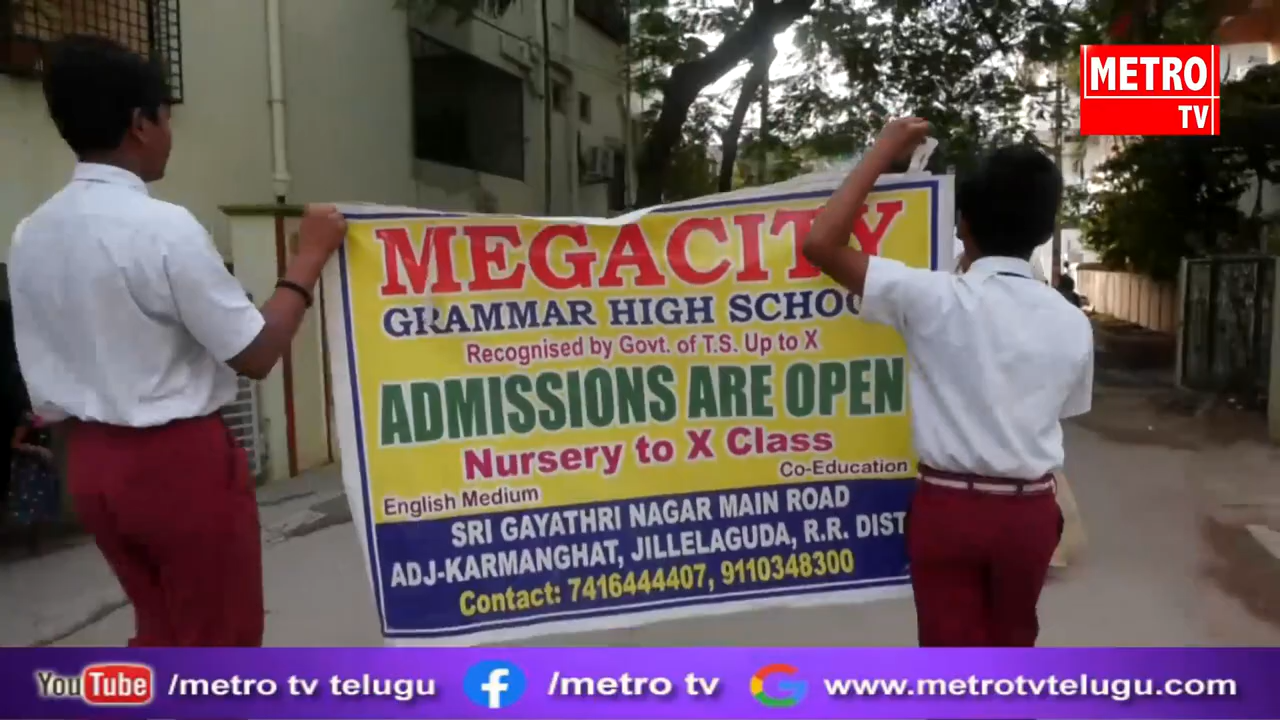 METRO
TV
MEGACITY
GRAMMAR HIGH SCHOO
Recognised by Govt. of T.S. Up to X
ADMISSIONS ARE OPEN
Nursery to X Class
Co-Education
English Medium
SRI GAYATHRI NAGAR MAIN ROAD
ADJ-KARMANGHAT, JILLELAGUDA, R.R. DIST
Contact: 7416444407, 9110348300
YouTube /metro tv telugu
/metro tv
www.metrotvtelugu.com